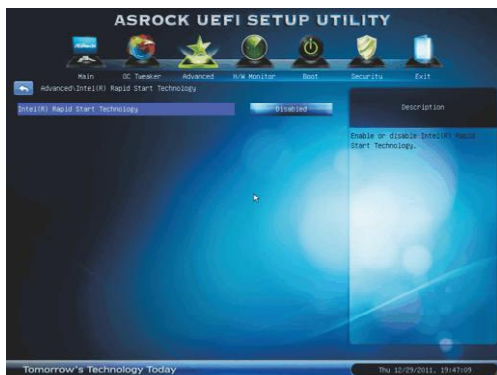 ASROCK UEFI SETUP UTILITY
ASRock
Main OC Tweaker Advanced H/W Monitor Boot Security Exit
Advanced\Intel(R) Rapid Start Technology
Intel(R) Rapid Start Technology Disabled
Description
Enable or disable Intel(R) Rapid
Start Technology.
Tomorrow's Technology Today
Thu 12/29/2011, 19:47:09